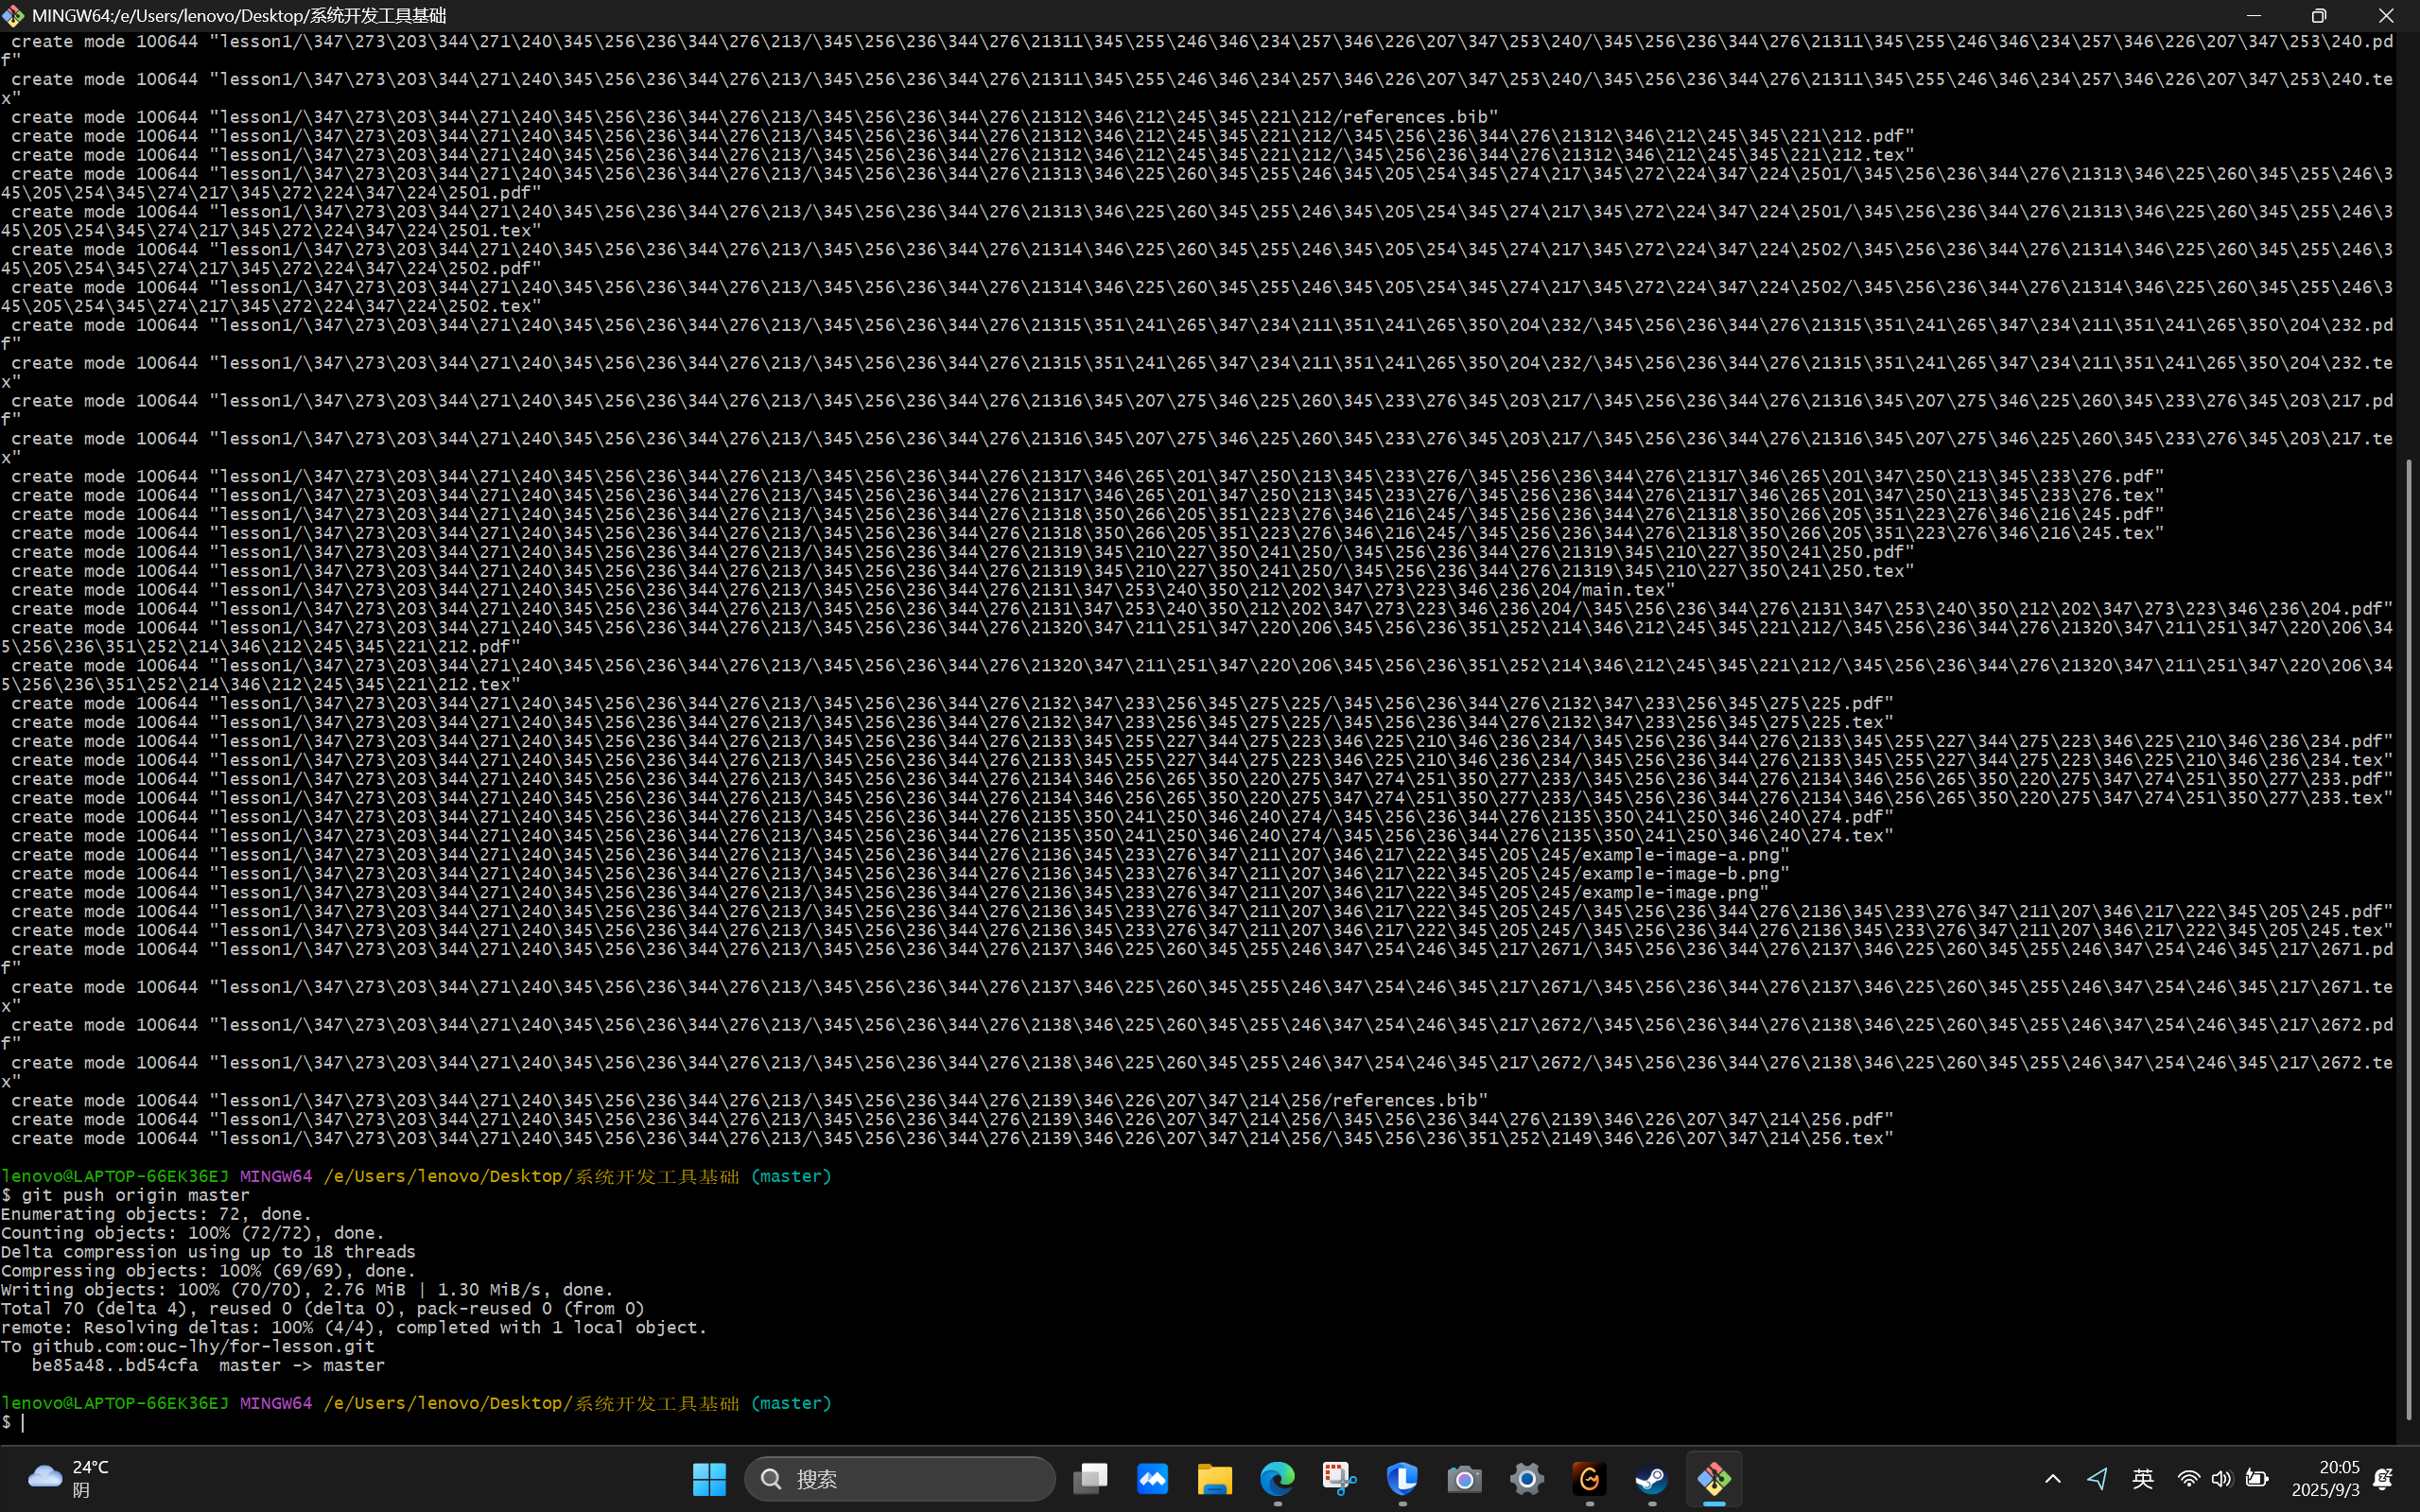 MINGW64:/e/Users/lenovo/Desktop/系统开发工具基础
 create mode 100644 "lesson1/\347\273\203\344\271\240\345\256\236\344\276\213/\345\256\236\344\276\21311\345\255\246\346\234\257\346\226\207\347\253\240/\345\256\236\344\276\21311\345\255\246\346\234\257\346\226\207\347\253\240.pd
f"
 create mode 100644 "lesson1/\347\273\203\344\271\240\345\256\236\344\276\213/\345\256\236\344\276\21311\345\255\246\346\234\257\346\226\207\347\253\240/\345\256\236\344\276\21311\345\255\246\346\234\257\346\226\207\347\253\240.te
x"
 create mode 100644 "lesson1/\347\273\203\344\271\240\345\256\236\344\276\213/\345\256\236\344\276\21312\346\212\245\345\221\212/references.bib"
 create mode 100644 "lesson1/\347\273\203\344\271\240\345\256\236\344\276\213/\345\256\236\344\276\21312\346\212\245\345\221\212/\345\256\236\344\276\21312\346\212\245\345\221\212.pdf"
 create mode 100644 "lesson1/\347\273\203\344\271\240\345\256\236\344\276\213/\345\256\236\344\276\21312\346\212\245\345\221\212/\345\256\236\344\276\21312\346\212\245\345\221\212.tex"
 create mode 100644 "lesson1/\347\273\203\344\271\240\345\256\236\344\276\213/\345\256\236\344\276\21313\346\225\260\345\255\246\345\205\254\345\274\217\345\272\224\347\224\2501/\345\256\236\344\276\21313\346\225\260\345\255\246\3
45\205\254\345\274\217\345\272\224\347\224\2501.pdf"
 create mode 100644 "lesson1/\347\273\203\344\271\240\345\256\236\344\276\213/\345\256\236\344\276\21313\346\225\260\345\255\246\345\205\254\345\274\217\345\272\224\347\224\2501/\345\256\236\344\276\21313\346\225\260\345\255\246\3
45\205\254\345\274\217\345\272\224\347\224\2501.tex"
 create mode 100644 "lesson1/\347\273\203\344\271\240\345\256\236\344\276\213/\345\256\236\344\276\21314\346\225\260\345\255\246\345\205\254\345\274\217\345\272\224\347\224\2502/\345\256\236\344\276\21314\346\225\260\345\255\246\3
45\205\254\345\274\217\345\272\224\347\224\2502.pdf"
 create mode 100644 "lesson1/\347\273\203\344\271\240\345\256\236\344\276\213/\345\256\236\344\276\21314\346\225\260\345\255\246\345\205\254\345\274\217\345\272\224\347\224\2502/\345\256\236\344\276\21314\346\225\260\345\255\246\3
45\205\254\345\274\217\345\272\224\347\224\2502.tex"
 create mode 100644 "lesson1/\347\273\203\344\271\240\345\256\236\344\276\213/\345\256\236\344\276\21315\351\241\265\347\234\211\351\241\265\350\204\232/\345\256\236\344\276\21315\351\241\265\347\234\211\351\241\265\350\204\232.pd
f"
 create mode 100644 "lesson1/\347\273\203\344\271\240\345\256\236\344\276\213/\345\256\236\344\276\21315\351\241\265\347\234\211\351\241\265\350\204\232/\345\256\236\344\276\21315\351\241\265\347\234\211\351\241\265\350\204\232.te
x"
 create mode 100644 "lesson1/\347\273\203\344\271\240\345\256\236\344\276\213/\345\256\236\344\276\21316\345\207\275\346\225\260\345\233\276\345\203\217/\345\256\236\344\276\21316\345\207\275\346\225\260\345\233\276\345\203\217.pd
f"
 create mode 100644 "lesson1/\347\273\203\344\271\240\345\256\236\344\276\213/\345\256\236\344\276\21316\345\207\275\346\225\260\345\233\276\345\203\217/\345\256\236\344\276\21316\345\207\275\346\225\260\345\233\276\345\203\217.te
x"
 create mode 100644 "lesson1/\347\273\203\344\271\240\345\256\236\344\276\213/\345\256\236\344\276\21317\346\265\201\347\250\213\345\233\276/\345\256\236\344\276\21317\346\265\201\347\250\213\345\233\276.pdf"
 create mode 100644 "lesson1/\347\273\203\344\271\240\345\256\236\344\276\213/\345\256\236\344\276\21317\346\265\201\347\250\213\345\233\276/\345\256\236\344\276\21317\346\265\201\347\250\213\345\233\276.tex"
 create mode 100644 "lesson1/\347\273\203\344\271\240\345\256\236\344\276\213/\345\256\236\344\276\21318\350\266\205\351\223\276\346\216\245/\345\256\236\344\276\21318\350\266\205\351\223\276\346\216\245.pdf"
 create mode 100644 "lesson1/\347\273\203\344\271\240\345\256\236\344\276\213/\345\256\236\344\276\21318\350\266\205\351\223\276\346\216\245/\345\256\236\344\276\21318\350\266\205\351\223\276\346\216\245.tex"
 create mode 100644 "lesson1/\347\273\203\344\271\240\345\256\236\344\276\213/\345\256\236\344\276\21319\345\210\227\350\241\250/\345\256\236\344\276\21319\345\210\227\350\241\250.pdf"
 create mode 100644 "lesson1/\347\273\203\344\271\240\345\256\236\344\276\213/\345\256\236\344\276\21319\345\210\227\350\241\250/\345\256\236\344\276\21319\345\210\227\350\241\250.tex"
 create mode 100644 "lesson1/\347\273\203\344\271\240\345\256\236\344\276\213/\345\256\236\344\276\2131\347\253\240\350\212\202\347\273\223\346\236\204/main.tex"
 create mode 100644 "lesson1/\347\273\203\344\271\240\345\256\236\344\276\213/\345\256\236\344\276\2131\347\253\240\350\212\202\347\273\223\346\236\204/\345\256\236\344\276\2131\347\253\240\350\212\202\347\273\223\346\236\204.pdf"
 create mode 100644 "lesson1/\347\273\203\344\271\240\345\256\236\344\276\213/\345\256\236\344\276\21320\347\211\251\347\220\206\345\256\236\351\252\214\346\212\245\345\221\212/\345\256\236\344\276\21320\347\211\251\347\220\206\34
5\256\236\351\252\214\346\212\245\345\221\212.pdf"
 create mode 100644 "lesson1/\347\273\203\344\271\240\345\256\236\344\276\213/\345\256\236\344\276\21320\347\211\251\347\220\206\345\256\236\351\252\214\346\212\245\345\221\212/\345\256\236\344\276\21320\347\211\251\347\220\206\34
5\256\236\351\252\214\346\212\245\345\221\212.tex"
 create mode 100644 "lesson1/\347\273\203\344\271\240\345\256\236\344\276\213/\345\256\236\344\276\2132\347\233\256\345\275\225/\345\256\236\344\276\2132\347\233\256\345\275\225.pdf"
 create mode 100644 "lesson1/\347\273\203\344\271\240\345\256\236\344\276\213/\345\256\236\344\276\2132\347\233\256\345\275\225/\345\256\236\344\276\2132\347\233\256\345\275\225.tex"
 create mode 100644 "lesson1/\347\273\203\344\271\240\345\256\236\344\276\213/\345\256\236\344\276\2133\345\255\227\344\275\223\346\225\210\346\236\234/\345\256\236\344\276\2133\345\255\227\344\275\223\346\225\210\346\236\234.pdf"
 create mode 100644 "lesson1/\347\273\203\344\271\240\345\256\236\344\276\213/\345\256\236\344\276\2133\345\255\227\344\275\223\346\225\210\346\236\234/\345\256\236\344\276\2133\345\255\227\344\275\223\346\225\210\346\236\234.tex"
 create mode 100644 "lesson1/\347\273\203\344\271\240\345\256\236\344\276\213/\345\256\236\344\276\2134\346\256\265\350\220\275\347\274\251\350\277\233/\345\256\236\344\276\2134\346\256\265\350\220\275\347\274\251\350\277\233.pdf"
 create mode 100644 "lesson1/\347\273\203\344\271\240\345\256\236\344\276\213/\345\256\236\344\276\2134\346\256\265\350\220\275\347\274\251\350\277\233/\345\256\236\344\276\2134\346\256\265\350\220\275\347\274\251\350\277\233.tex"
 create mode 100644 "lesson1/\347\273\203\344\271\240\345\256\236\344\276\213/\345\256\236\344\276\2135\350\241\250\346\240\274/\345\256\236\344\276\2135\350\241\250\346\240\274.pdf"
 create mode 100644 "lesson1/\347\273\203\344\271\240\345\256\236\344\276\213/\345\256\236\344\276\2135\350\241\250\346\240\274/\345\256\236\344\276\2135\350\241\250\346\240\274.tex"
 create mode 100644 "lesson1/\347\273\203\344\271\240\345\256\236\344\276\213/\345\256\236\344\276\2136\345\233\276\347\211\207\346\217\222\345\205\245/example-image-a.png"
 create mode 100644 "lesson1/\347\273\203\344\271\240\345\256\236\344\276\213/\345\256\236\344\276\2136\345\233\276\347\211\207\346\217\222\345\205\245/example-image-b.png"
 create mode 100644 "lesson1/\347\273\203\344\271\240\345\256\236\344\276\213/\345\256\236\344\276\2136\345\233\276\347\211\207\346\217\222\345\205\245/example-image.png"
 create mode 100644 "lesson1/\347\273\203\344\271\240\345\256\236\344\276\213/\345\256\236\344\276\2136\345\233\276\347\211\207\346\217\222\345\205\245/\345\256\236\344\276\2136\345\233\276\347\211\207\346\217\222\345\205\245.pdf"
 create mode 100644 "lesson1/\347\273\203\344\271\240\345\256\236\344\276\213/\345\256\236\344\276\2136\345\233\276\347\211\207\346\217\222\345\205\245/\345\256\236\344\276\2136\345\233\276\347\211\207\346\217\222\345\205\245.tex"
 create mode 100644 "lesson1/\347\273\203\344\271\240\345\256\236\344\276\213/\345\256\236\344\276\2137\346\225\260\345\255\246\347\254\246\345\217\2671/\345\256\236\344\276\2137\346\225\260\345\255\246\347\254\246\345\217\2671.pd
f"
 create mode 100644 "lesson1/\347\273\203\344\271\240\345\256\236\344\276\213/\345\256\236\344\276\2137\346\225\260\345\255\246\347\254\246\345\217\2671/\345\256\236\344\276\2137\346\225\260\345\255\246\347\254\246\345\217\2671.te
x"
 create mode 100644 "lesson1/\347\273\203\344\271\240\345\256\236\344\276\213/\345\256\236\344\276\2138\346\225\260\345\255\246\347\254\246\345\217\2672/\345\256\236\344\276\2138\346\225\260\345\255\246\347\254\246\345\217\2672.pd
f"
 create mode 100644 "lesson1/\347\273\203\344\271\240\345\256\236\344\276\213/\345\256\236\344\276\2138\346\225\260\345\255\246\347\254\246\345\217\2672/\345\256\236\344\276\2138\346\225\260\345\255\246\347\254\246\345\217\2672.te
x"
 create mode 100644 "lesson1/\347\273\203\344\271\240\345\256\236\344\276\213/\345\256\236\344\276\2139\346\226\207\347\214\256/references.bib"
 create mode 100644 "lesson1/\347\273\203\344\271\240\345\256\236\344\276\213/\345\256\236\344\276\2139\346\226\207\347\214\256/\345\256\236\344\276\2139\346\226\207\347\214\256.pdf"
 create mode 100644 "lesson1/\347\273\203\344\271\240\345\256\236\344\276\213/\345\256\236\344\276\2139\346\226\207\347\214\256/\345\256\236\351\252\2149\346\226\207\347\214\256.tex"
lenovo@LAPTOP-66EK36EJ MINGW64 /e/Users/lenovo/Desktop/系统开发工具基础 (master)
$ git push origin master
Enumerating objects: 72, done.
Counting objects: 100% (72/72), done.
Delta compression using up to 18 threads
Compressing objects: 100% (69/69), done.
Writing objects: 100% (70/70), 2.76 MiB | 1.30 MiB/s, done.
Total 70 (delta 4), reused 0 (delta 0), pack-reused 0 (from 0)
remote: Resolving deltas: 100% (4/4), completed with 1 local object.
To github.com:ouc-lhy/for-lesson.git
   be85a48..bd54cfa  master -> master
lenovo@LAPTOP-66EK36EJ MINGW64 /e/Users/lenovo/Desktop/系统开发工具基础 (master)
$
24°C
阴
搜索
英
20:05
2025/9/3